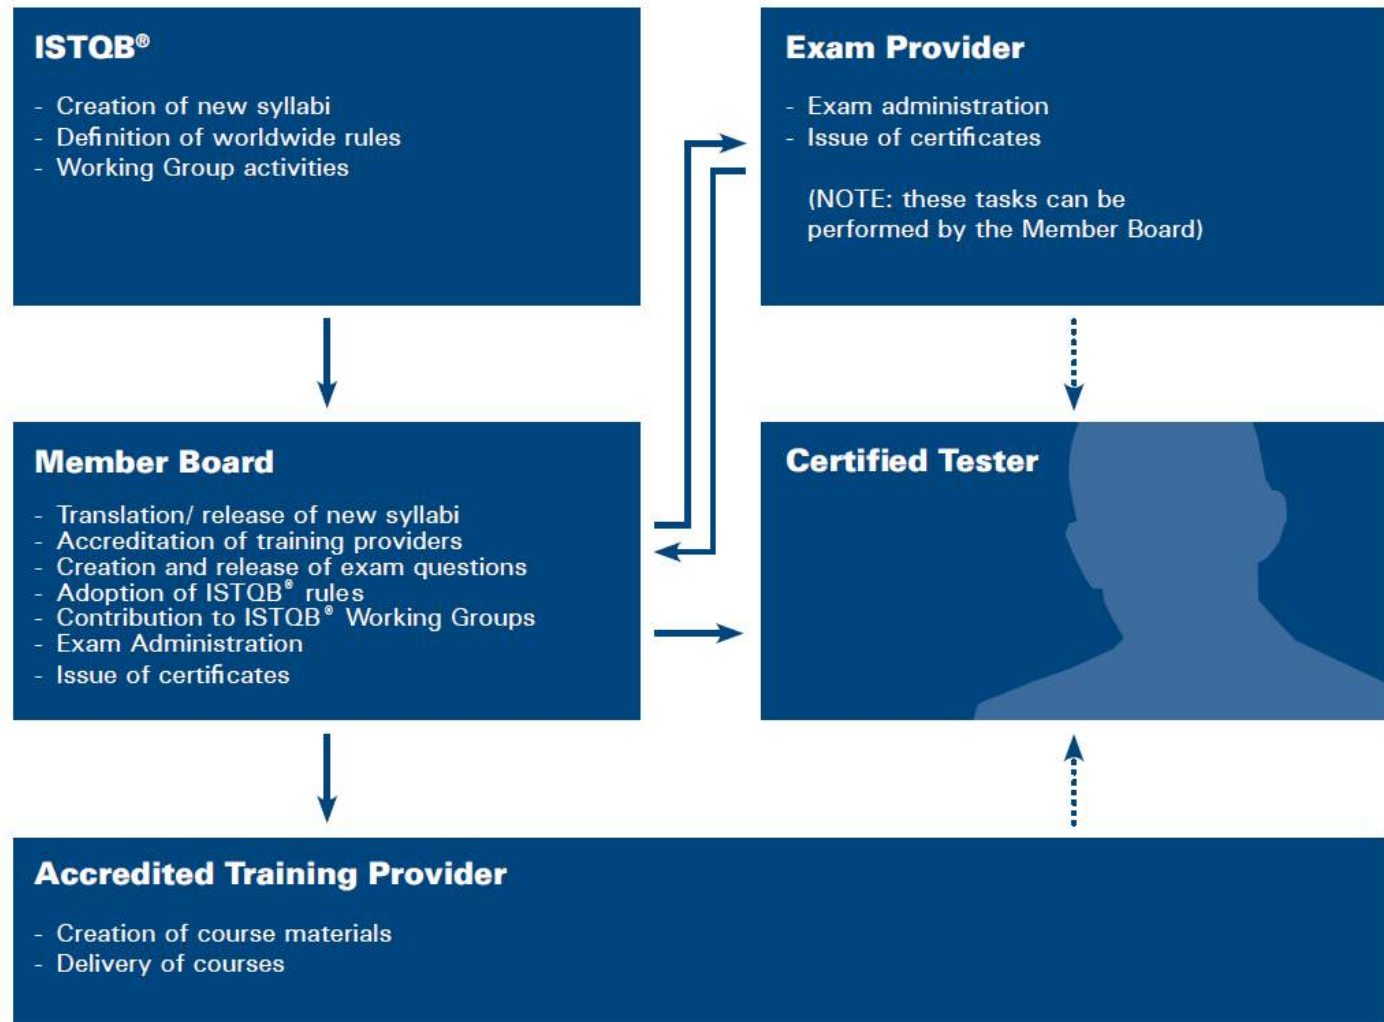 ISTQB®
- Creation of new syllabi
- Definition of worldwide rules
- Working Group activities
Exam Provider
- Exam administration
- Issue of certificates
(NOTE: these tasks can be
performed by the Member Board)
Member Board
- Translation/ release of new syllabi
- Accreditation of training providers
- Creation and release of exam questions
- Adoption of ISTQB® rules
- Contribution to ISTQB® Working Groups
- Exam Administration
- Issue of certificates
Certified Tester
Accredited Training Provider
- Creation of course materials
- Delivery of courses